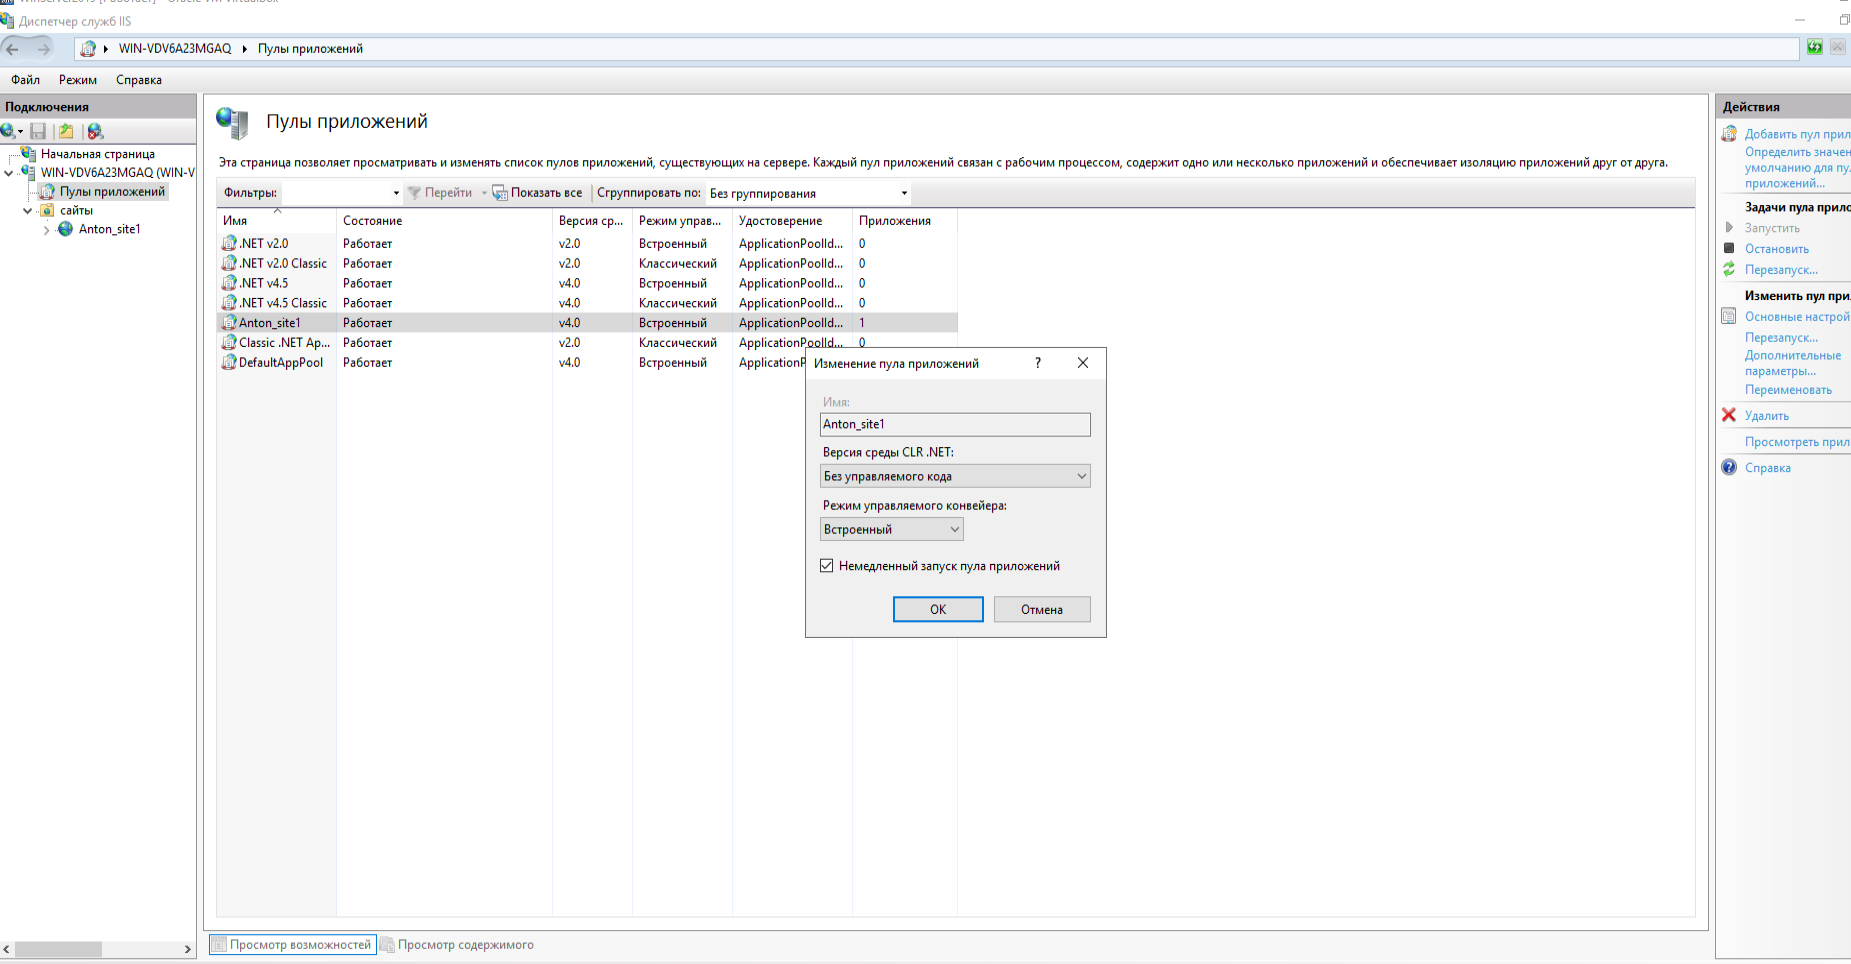 Диспетчер служб IIS
WIN-VDV6A23MGAQ Пулы приложений
Файл Режим Справка
Подключения
Начальная страница
WIN-VDV6A23MGAQ (WIN-V
Пулы приложений
сайты
Anton_site1
Пулы приложений
Эта страница позволяет просматривать и изменять список пулов приложений, существующих на сервере. Каждый пул приложений связан с рабочим процессом, содержит одно или несколько приложений и обеспечивает изоляцию приложений друг от друга.
Фильтры: Перейти Показать все Сгруппировать по: Без группирования
Имя Состояние Версия ср... Режим управ... Удостоверение Приложения
.NET v2.0 Работает v2.0 Встроенный ApplicationPoolId... 0
.NET v2.0 Classic Работает v2.0 Классический ApplicationPoolId... 0
.NET v4.5 Работает v4.0 Встроенный ApplicationPoolId... 0
.NET v4.5 Classic Работает v4.0 Классический ApplicationPoolId... 0
Anton_site1 Работает v4.0 Встроенный ApplicationPoolId... 1
Classic .NET Ap... Работает v2.0 Классический ApplicationPoolId... 0
DefaultAppPool Работает v4.0 Встроенный ApplicationP
Изменение пула приложений ?
Имя:
Anton_site1
Версия среды CLR .NET:
Без управляемого кода
Режим управляемого конвейера:
Встроенный
Немедленный запуск пула приложений
ОК Отмена
Просмотр возможностей Просмотр содержимого
Действия
Добавить пул прил
Определить значен
умолчанию для пу
приложений...
Задачи пула прило
Запустить
Остановить
Перезапуск...
Изменить пул при
Основные настрой
Перезапуск...
Дополнительные
параметры...
Переименовать
Удалить
Просмотреть прил
Справка